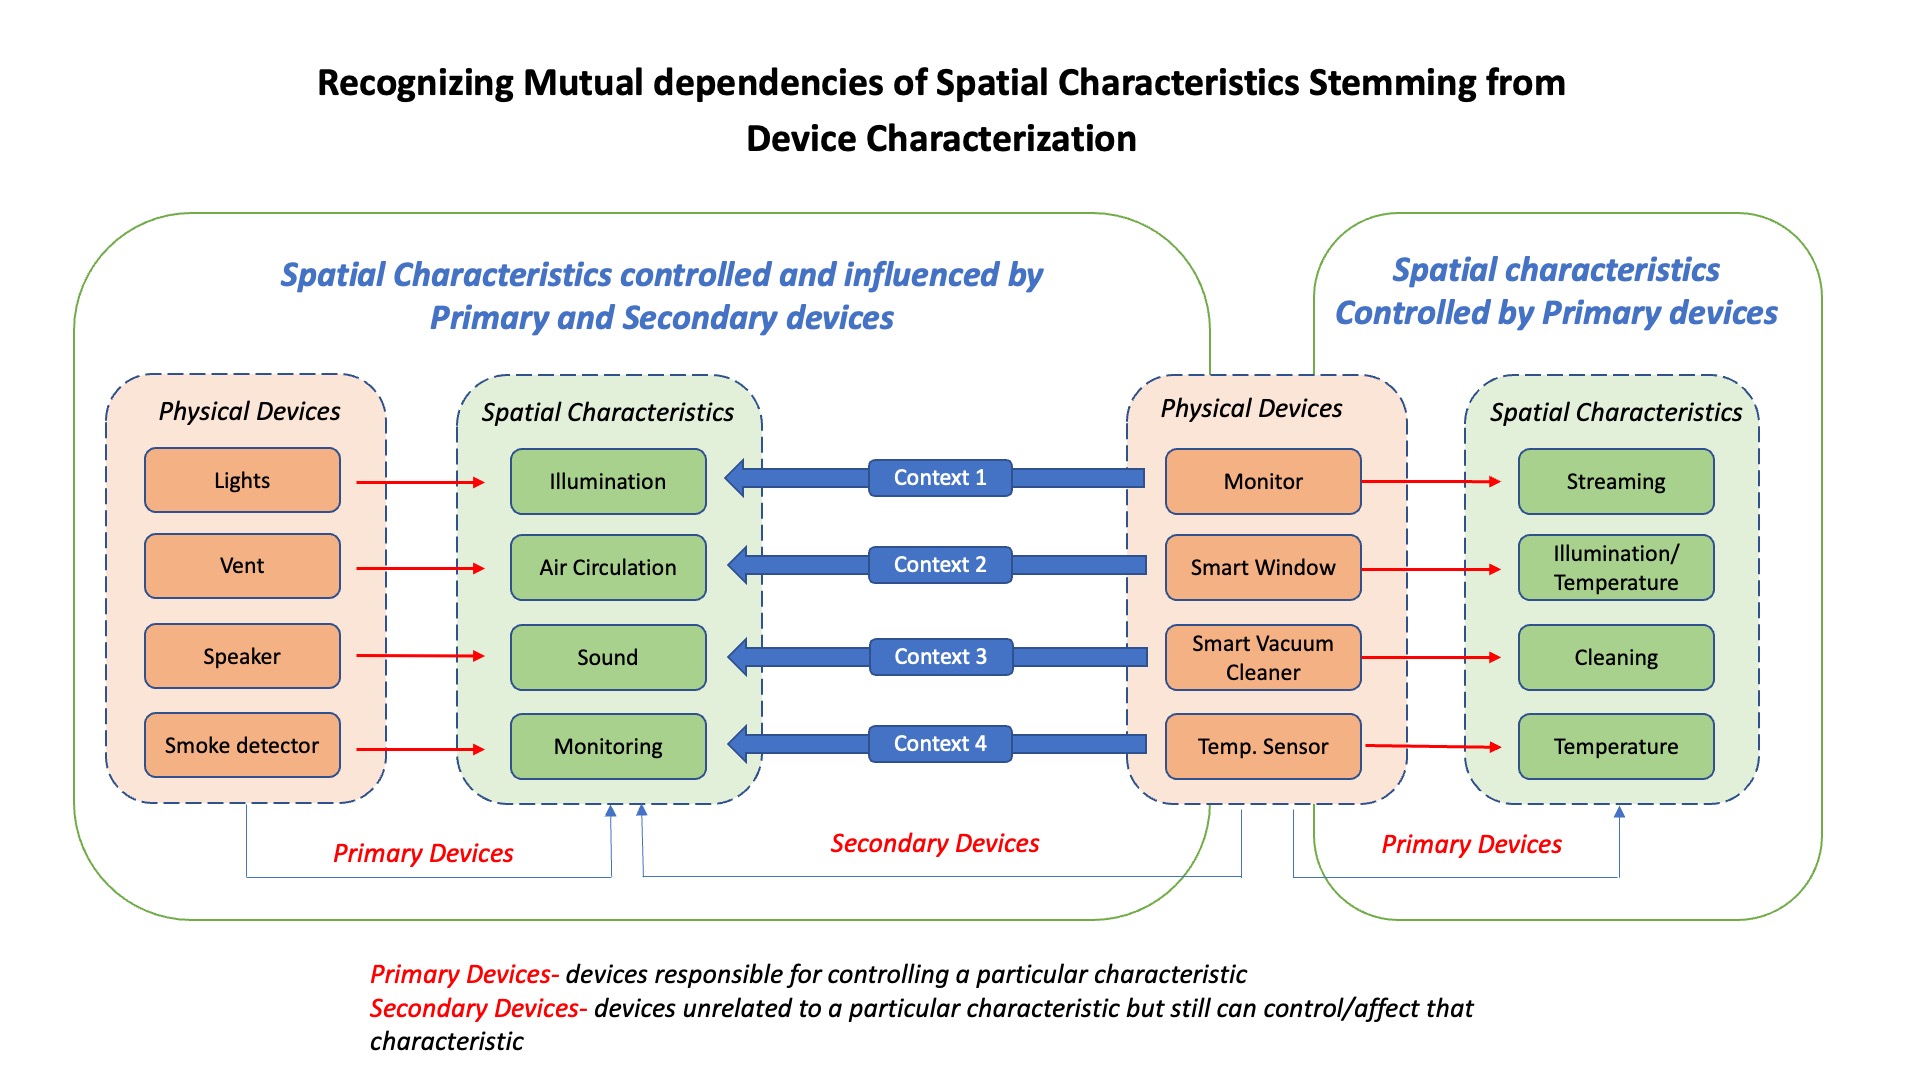 Recognizing Mutual dependencies of Spatial Characteristics Stemming from
Device Characterization
Spatial Characteristics controlled and influenced by
Primary and Secondary devices
Spatial characteristics
Controlled by Primary devices
Physical Devices
Lights
Vent
Speaker
Smoke detector
Spatial Characteristics
Illumination
Air Circulation
Sound
Monitoring
Context 1
Context 2
Context 3
Context 4
Physical Devices
Monitor
Smart Window
Smart Vacuum
Cleaner
Temp. Sensor
Spatial Characteristics
Streaming
Illumination/
Temperature
Cleaning
Temperature
Primary Devices
Secondary Devices
Primary Devices
Primary Devices- devices responsible for controlling a particular characteristic
Secondary Devices- devices unrelated to a particular characteristic but still can control/affect that
characteristic